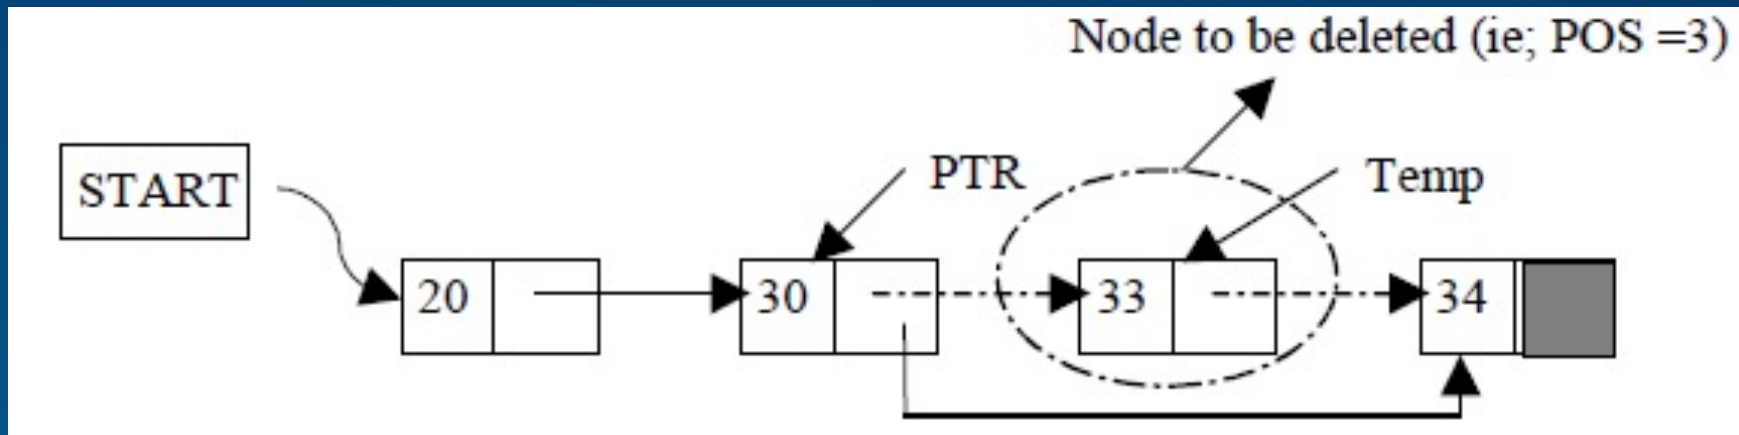 Node to be deleted (ie; POS =3)
START
PTR
Temp
20
30
33
34